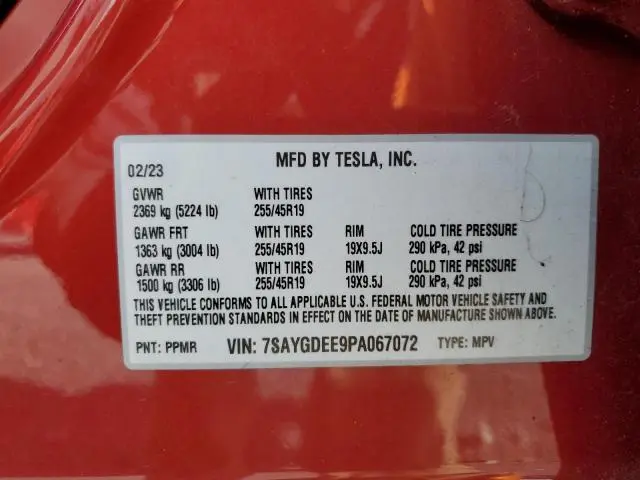 02/23 MFD BY TESLA, INC.
GVWR WITH TIRES
2369 kg (5224 lb) 255/45R19
GAWR FRT WITH TIRES RIM COLD TIRE PRESSURE
1363 kg (3004 lb) 255/45R19 19X9.5J 290 kPa, 42 psi
GAWR RR WITH TIRES RIM COLD TIRE PRESSURE
1500 kg (3306 lb) 255/45R19 19X9.5J 290 kPa, 42 psi
THIS VEHICLE CONFORMS TO ALL APPLICABLE U.S. FEDERAL MOTOR VEHICLE SAFETY AND
THEFT PREVENTION STANDARDS IN EFFECT ON THE DATE OF MANUFACTURE SHOWN ABOVE.
PNT: PPMR VIN: 7SAYGDEE9PA067072 TYPE: MPV